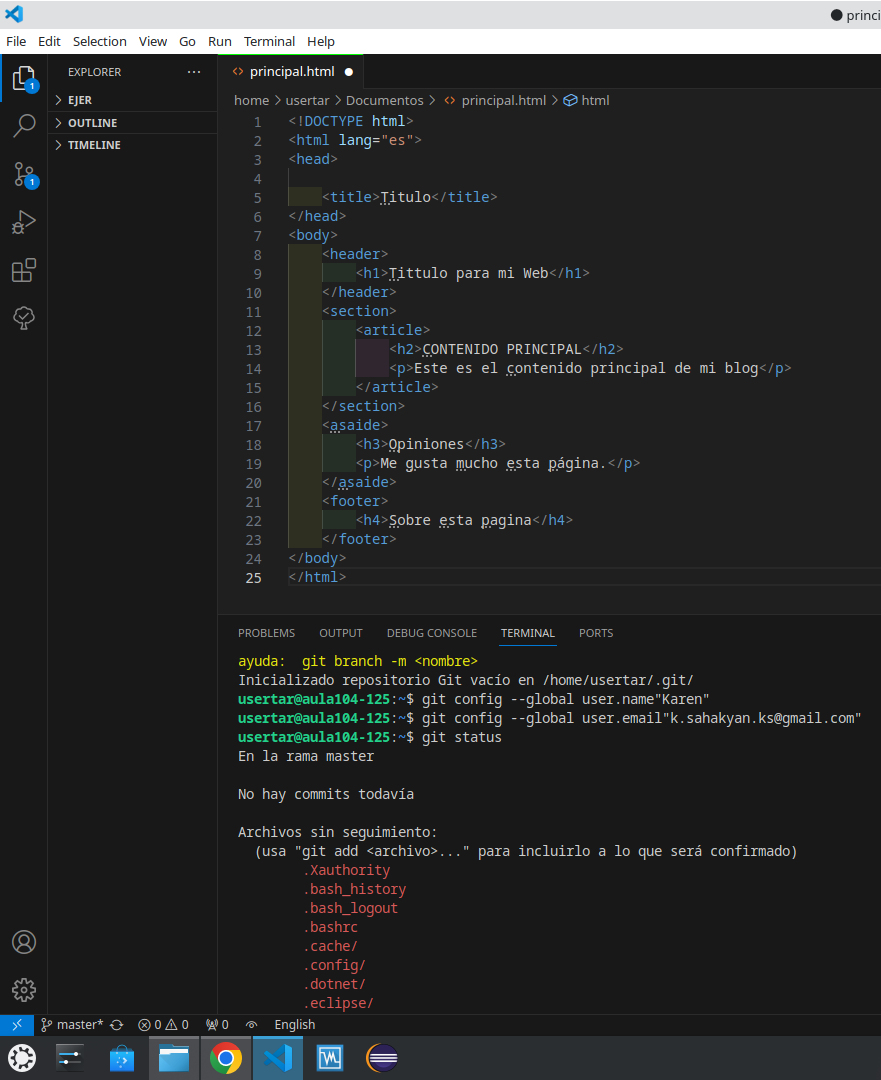 princi
File Edit Selection View Go Run Terminal Help
EXPLORER ...
principal.html
1
EJER
OUTLINE
TIMELINE
1
home > usertar > Documentos > <> principal.html > html
1 <!DOCTYPE html>
2 <html lang="es">
3 <head>
4
5 <title>Titulo</title>
6 </head>
7 <body>
8 <header>
9 <h1>Tittulo para mi Web</h1>
10 </header>
11 <section>
12 <article>
13 <h2>CONTENIDO PRINCIPAL</h2>
14 <p>Este es el contenido principal de mi blog</p>
15 </article>
16 </section>
17 <asaide>
18 <h3>Opiniones</h3>
19 <p>Me gusta mucho esta página.</p>
20 </asaide>
21 <footer>
22 <h4>Sobre esta pagina</h4>
23 </footer>
24 </body>
25 </html>
PROBLEMS OUTPUT DEBUG CONSOLE TERMINAL PORTS
ayuda: git branch -m <nombre>
Inicializado repositorio Git vacío en /home/usertar/.git/
usertar@aula104-125:~$ git config --global user.name"Karen"
usertar@aula104-125:~$ git config --global user.email"k.sahakyan.ks@gmail.com"
usertar@aula104-125:~$ git status
En la rama master
No hay commits todavía
Archivos sin seguimiento:
(usa "git add <archivo>..." para incluirlo a lo que será confirmado)
.Xauthority
.bash_history
.bash_logout
.bashrc
.cache/
.config/
.dotnet/
.eclipse/
master* 0 0 0 English